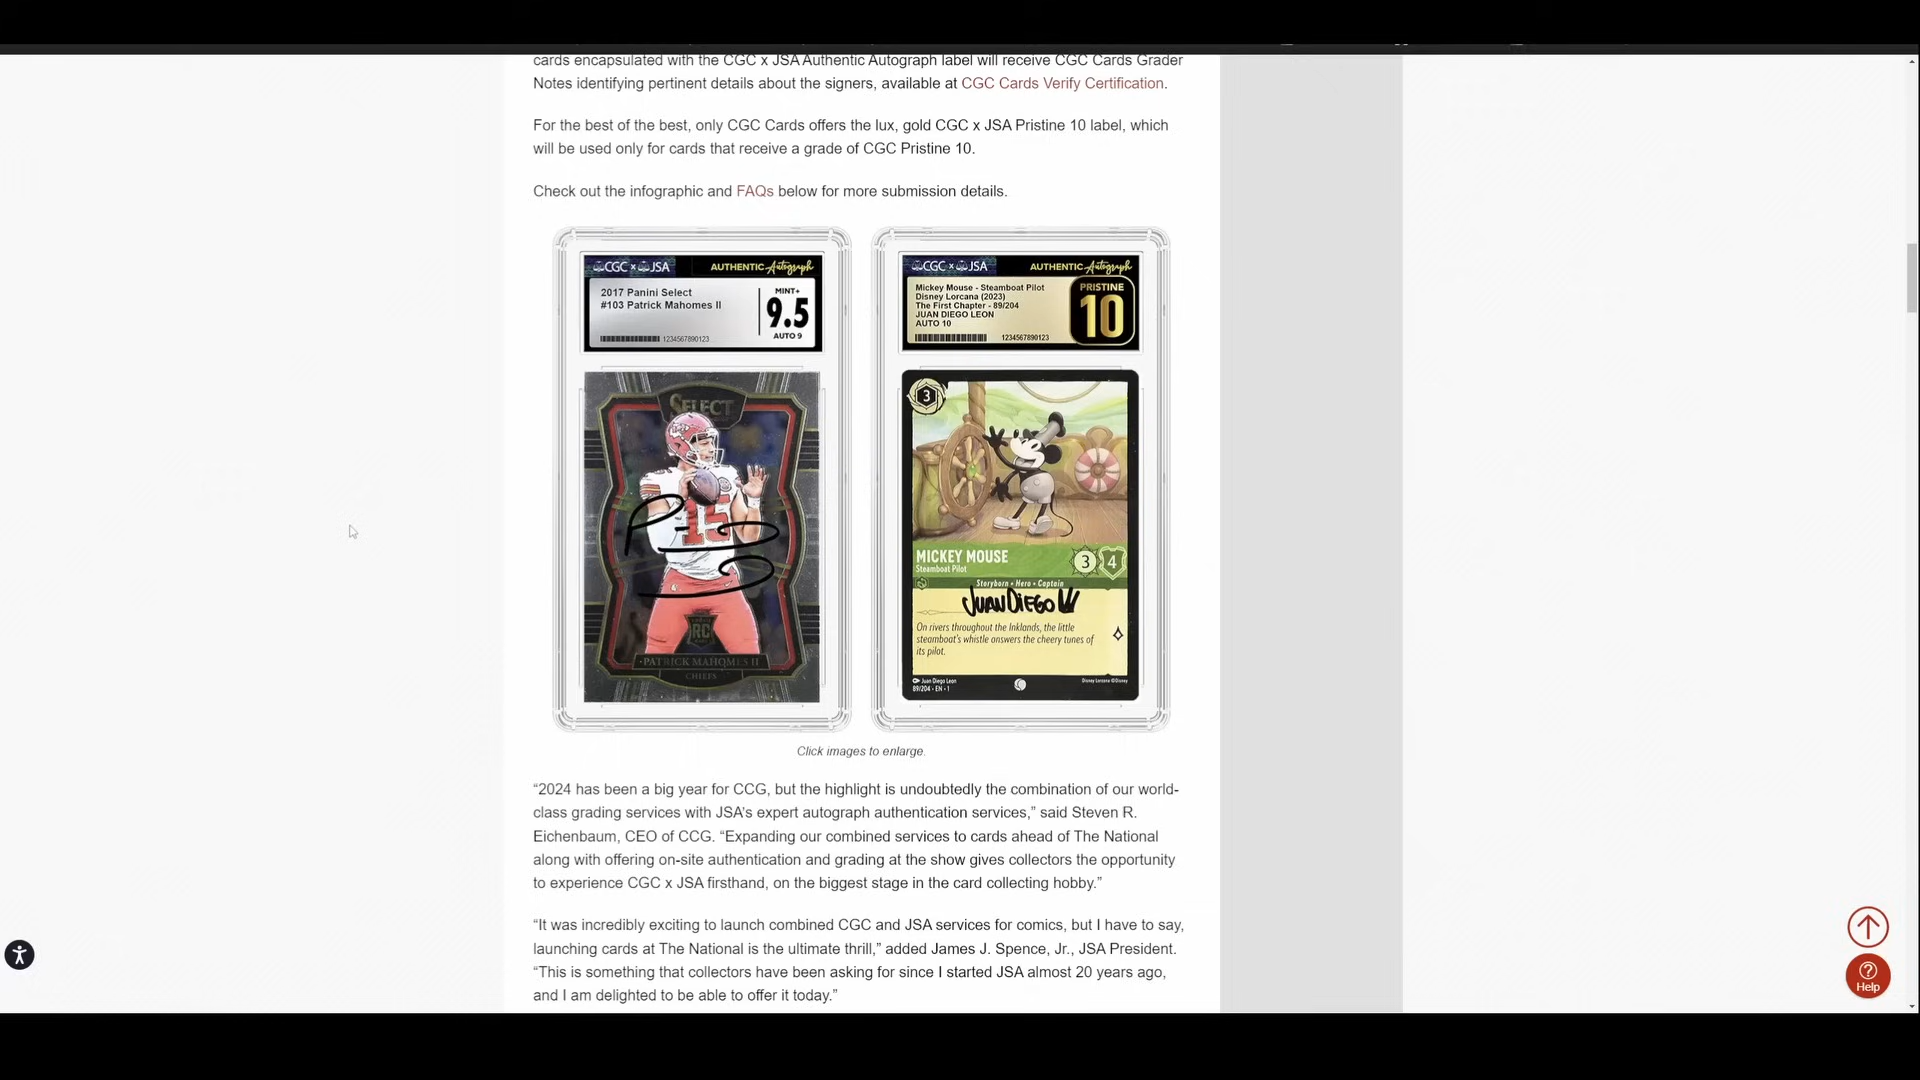 cards encapsulated with the CGC x JSA Authentic Autograph label will receive CGC Cards Grader
Notes identifying pertinent details about the signers, available at CGC Cards Verify Certification.
For the best of the best, only CGC Cards offers the lux, gold CGC x JSA Pristine 10 label, which
will be used only for cards that receive a grade of CGC Pristine 10.
Check out the infographic and FAQs below for more submission details.
CGC × JSA AUTHENTIC Autograph
2017 Panini Select
#103 Patrick Mahomes II
MINT+
9.5
AUTO 9
1234567890123
SELECT
15
RC
PATRICK MAHOMES II
CHIEFS
CGC × JSA AUTHENTIC Autograph
Mickey Mouse - Steamboat Pilot
Disney Lorcana (2023)
The First Chapter - 89/204
JUAN DIEGO LEON
AUTO 10
PRISTINE
10
1234567890123
3
MICKEY MOUSE
Steamboat Pilot
3 4
Storyborn • Hero • Captain
JUAN DIEGO
On rivers throughout the Inklands, the little
steamboat's whistle answers the cheery tunes of
its pilot.
Juan Diego Leon
89/204 • EN • 1
Disney Lorcana ©Disney
Click images to enlarge.
“2024 has been a big year for CCG, but the highlight is undoubtedly the combination of our world-
class grading services with JSA’s expert autograph authentication services,” said Steven R.
Eichenbaum, CEO of CCG. “Expanding our combined services to cards ahead of The National
along with offering on-site authentication and grading at the show gives collectors the opportunity
to experience CGC x JSA firsthand, on the biggest stage in the card collecting hobby.”
“It was incredibly exciting to launch combined CGC and JSA services for comics, but I have to say,
launching cards at The National is the ultimate thrill,” added James J. Spence, Jr., JSA President.
“This is something that collectors have been asking for since I started JSA almost 20 years ago,
and I am delighted to be able to offer it today.”
Help